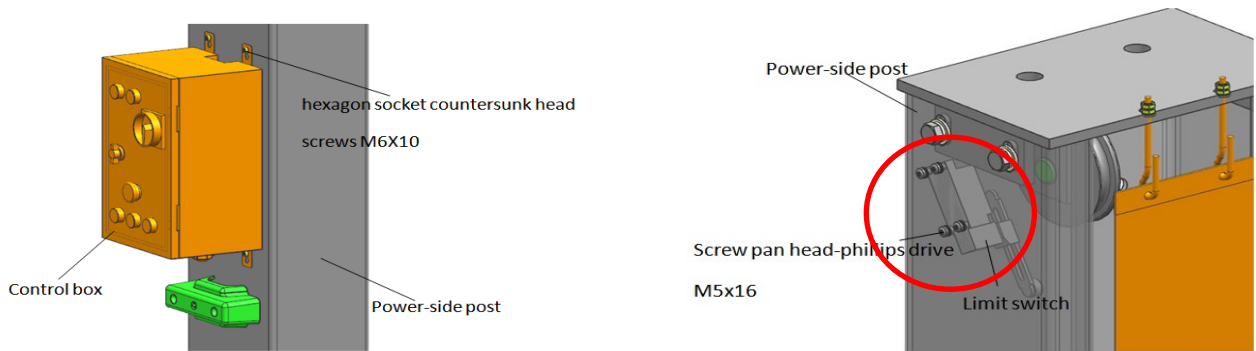 hexagon socket countersunk head
screws M6X10
Control box
Power-side post
Power-side post
Screw pan head-phillips drive
M5x16
Limit switch